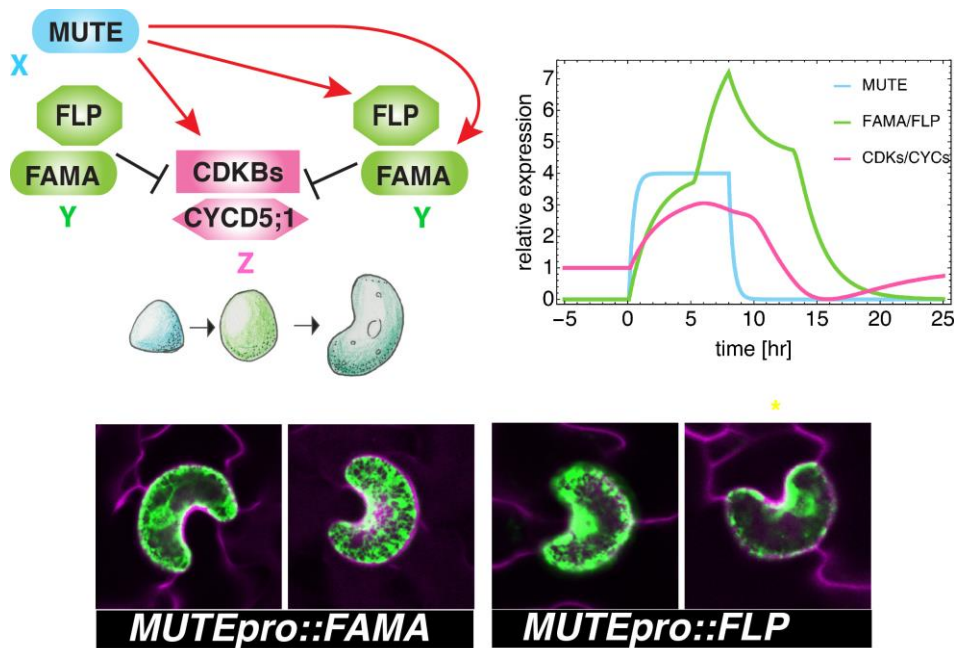 MUTE
X
FLP
FLP
FAMA
CDKBs
FAMA
Y
CYCD5;1
Y
Z
relative expression
7
6
5
4
3
2
1
0
MUTE
FAMA/FLP
CDKs/CYCs
−5
0
5
10
15
20
25
time [hr]
*
MUTEpro::FAMA
MUTEpro::FLP